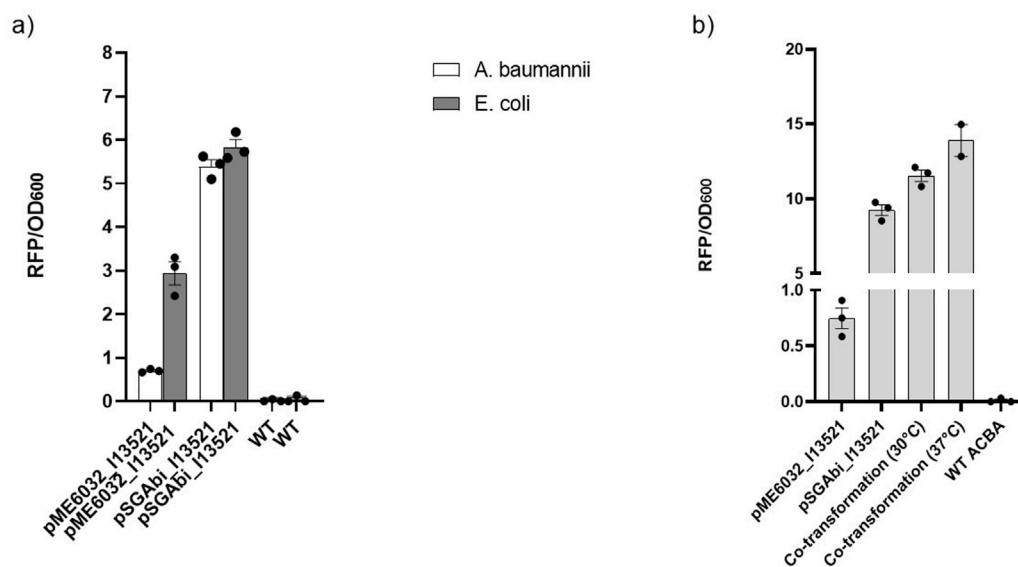 a)
8
7
6
5
4
3
2
1
0
RFP/OD600
pME6032_I13521
pME6032_I13521
pSGAbi_I13521
pSGAbi_I13521
WT
WT
A. baumannii
E. coli
b)
20
15
10
5
1.0
0.5
0.0
RFP/OD600
pME6032_I13521
pSGAbi_I13521
Co-transformation (30°C)
Co-transformation (37°C)
WT ACBA